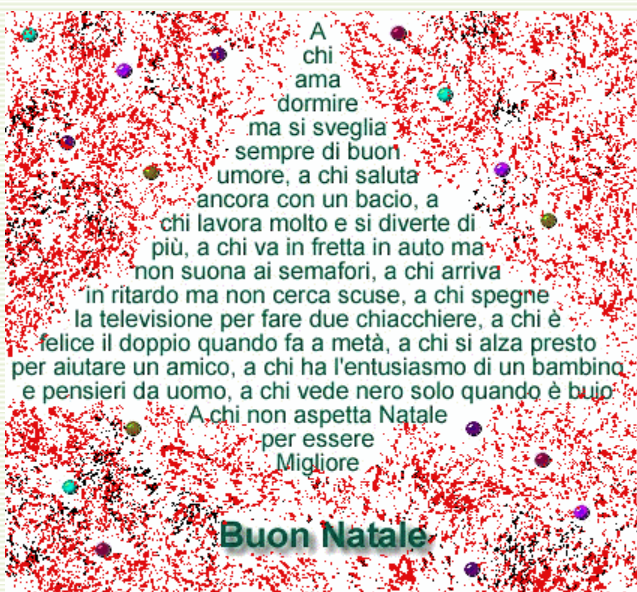 A
chi
ama
dormire
ma si sveglia
sempre di buon
umore, a chi saluta
ancora con un bacio, a
chi lavora molto e si diverte di
più, a chi va in fretta in auto ma
non suona ai semafori, a chi arriva
in ritardo ma non cerca scuse, a chi spegne
la televisione per fare due chiacchiere, a chi è
felice il doppio quando fa a metà, a chi si alza presto
per aiutare un amico, a chi ha l'entusiasmo di un bambino
e pensieri da uomo, a chi vede nero solo quando è buio
A chi non aspetta Natale
per essere
Migliore
Buon Natale